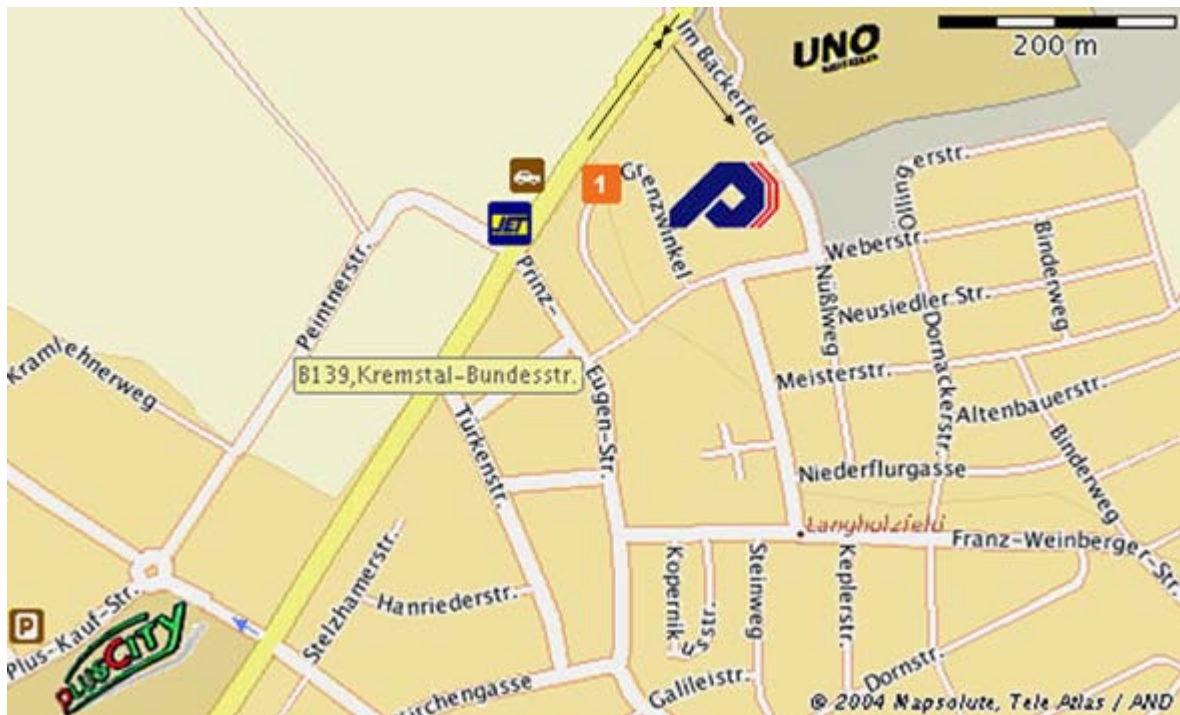 UNO
200 m
Im Bäckerfeld
JET
1
Grenzwinkel
Ollingerstr.
Weberstr.
Binderweg
Peintnerstr.
Prinz-
Eugen-Str.
Nüßlweg
Neusiedler Str.
Dornackerstr.
Kramlehnerweg
B139,Kremstal-Bundesstr.
Meisterstr.
Altenbauerstr.
Türkenstr.
Binderweg
Niederflurgasse
Langholzfeld
Franz-Weinberger-Str.
Stelzhamerstr.
Hanriederstr.
Kopernikusstr.
Steinweg
Keplerstr.
P
Plus-Kauf-Str.
PLUSCITY
irchengasse
Galileistr.
Dornstr.
© 2004 Mapsolute, Tele Atlas / AND